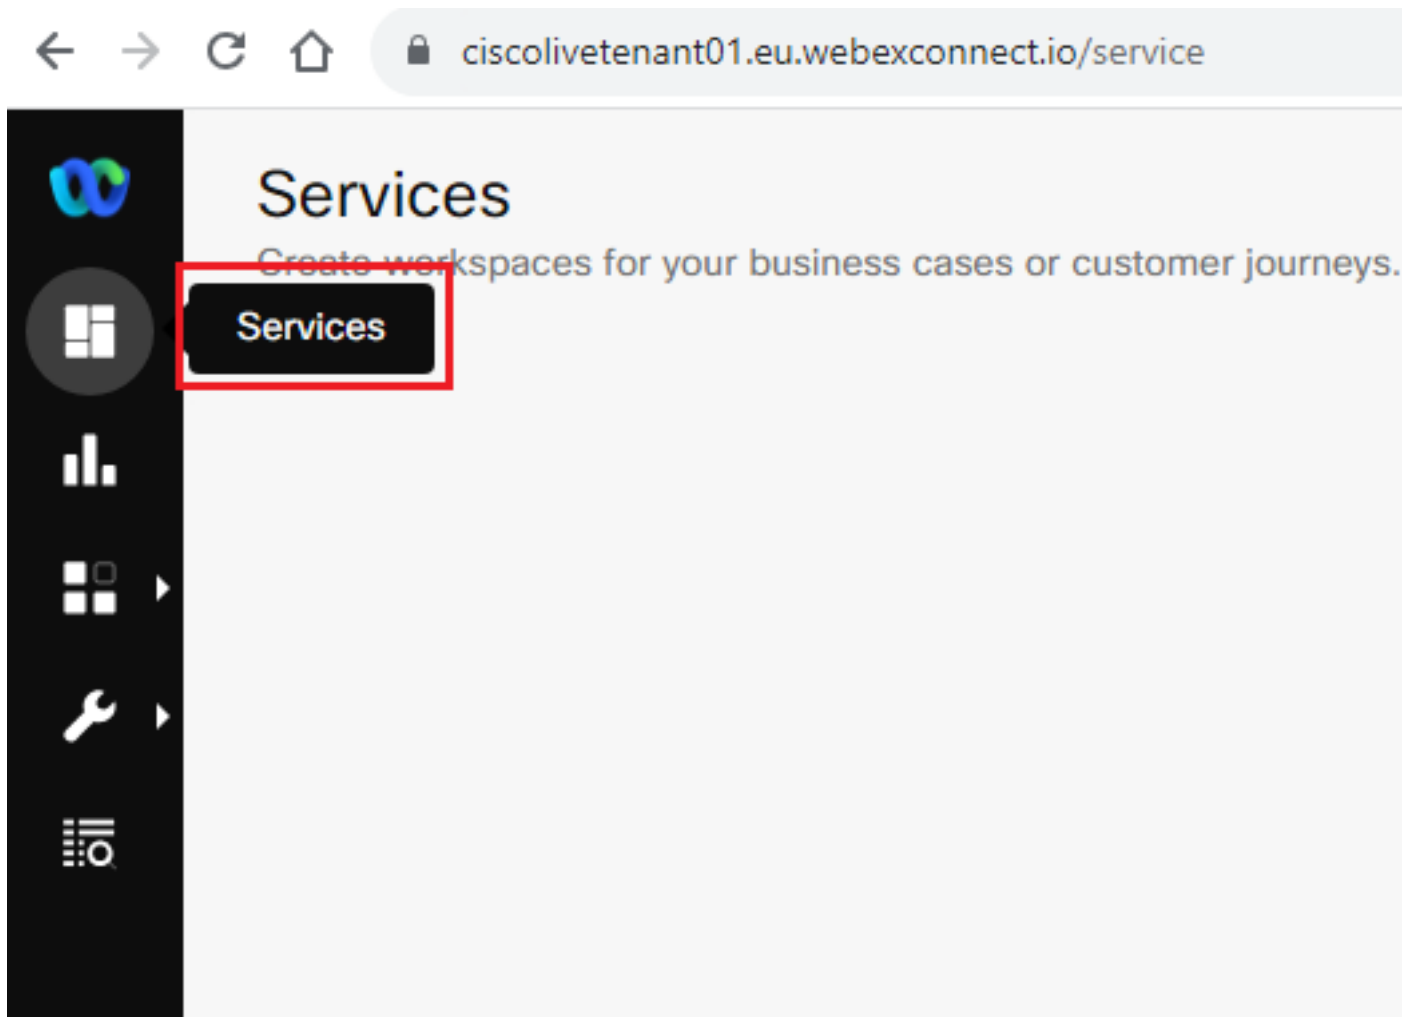 ciscolivetenant01.eu.webexconnect.io/service
Services
Create workspaces for your business cases or customer journeys.
Services